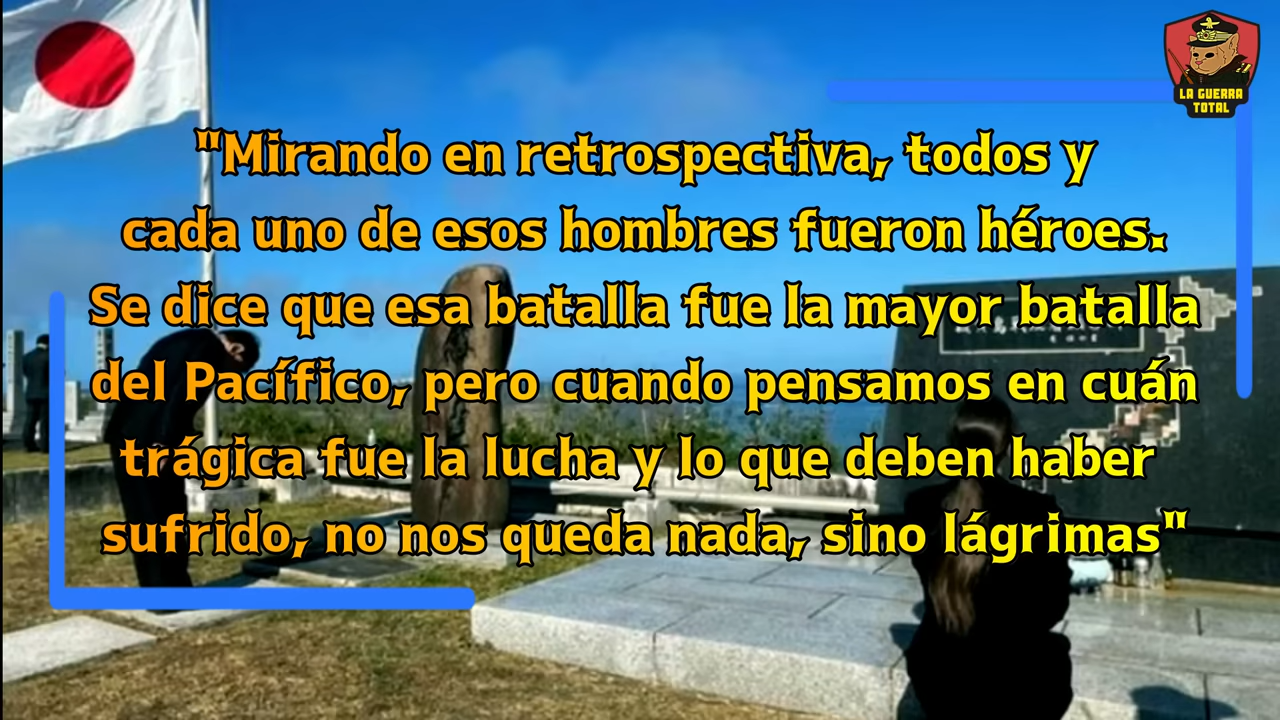 LA GUERRA
TOTAL
"Mirando en retrospectiva, todos y
cada uno de esos hombres fueron héroes.
Se dice que esa batalla fue la mayor batalla
del Pacífico, pero cuando pensamos en cuán
trágica fue la lucha y lo que deben haber
sufrido, no nos queda nada, sino lágrimas"